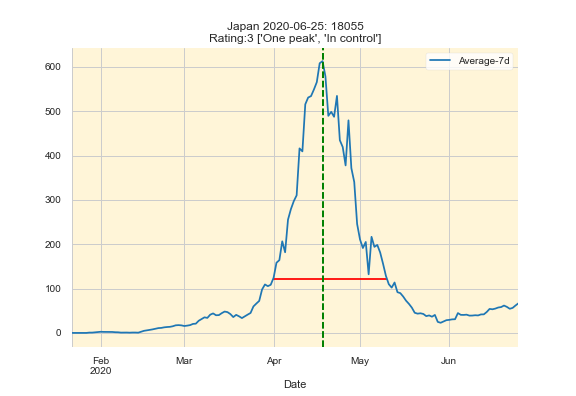 Japan 2020-06-25: 18055
Rating:3 ['One peak', 'In control']
Average-7d
600
500
400
300
200
100
0
Feb Mar Apr May Jun
2020
Date